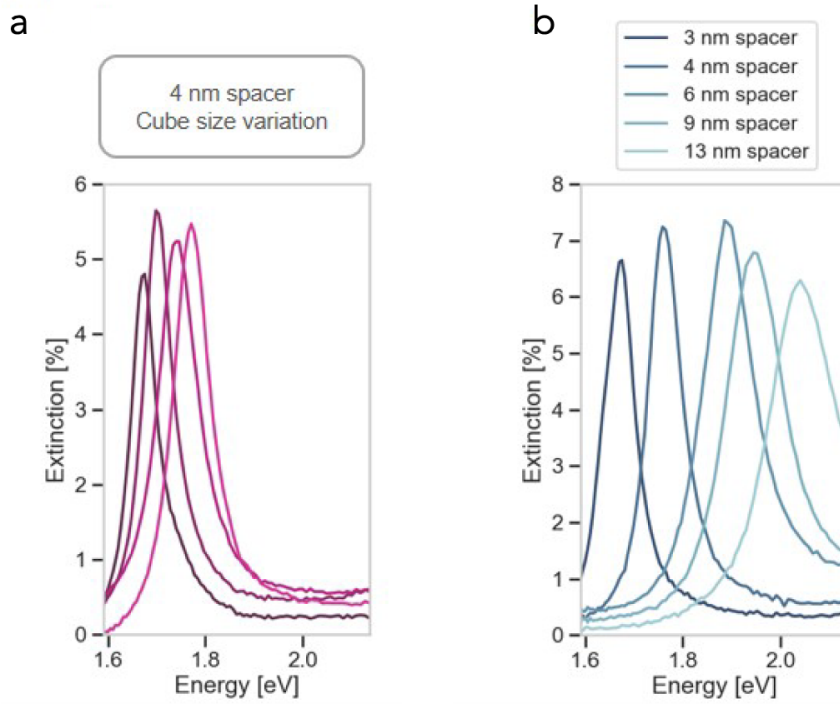 a
4 nm spacer
Cube size variation
6
5
4
3
2
1
0
Extinction [%]
1.6 1.8 2.0
Energy [eV]
b
3 nm spacer
4 nm spacer
6 nm spacer
9 nm spacer
13 nm spacer
8
7
6
5
4
3
2
1
0
Extinction [%]
1.6 1.8 2.0
Energy [eV]